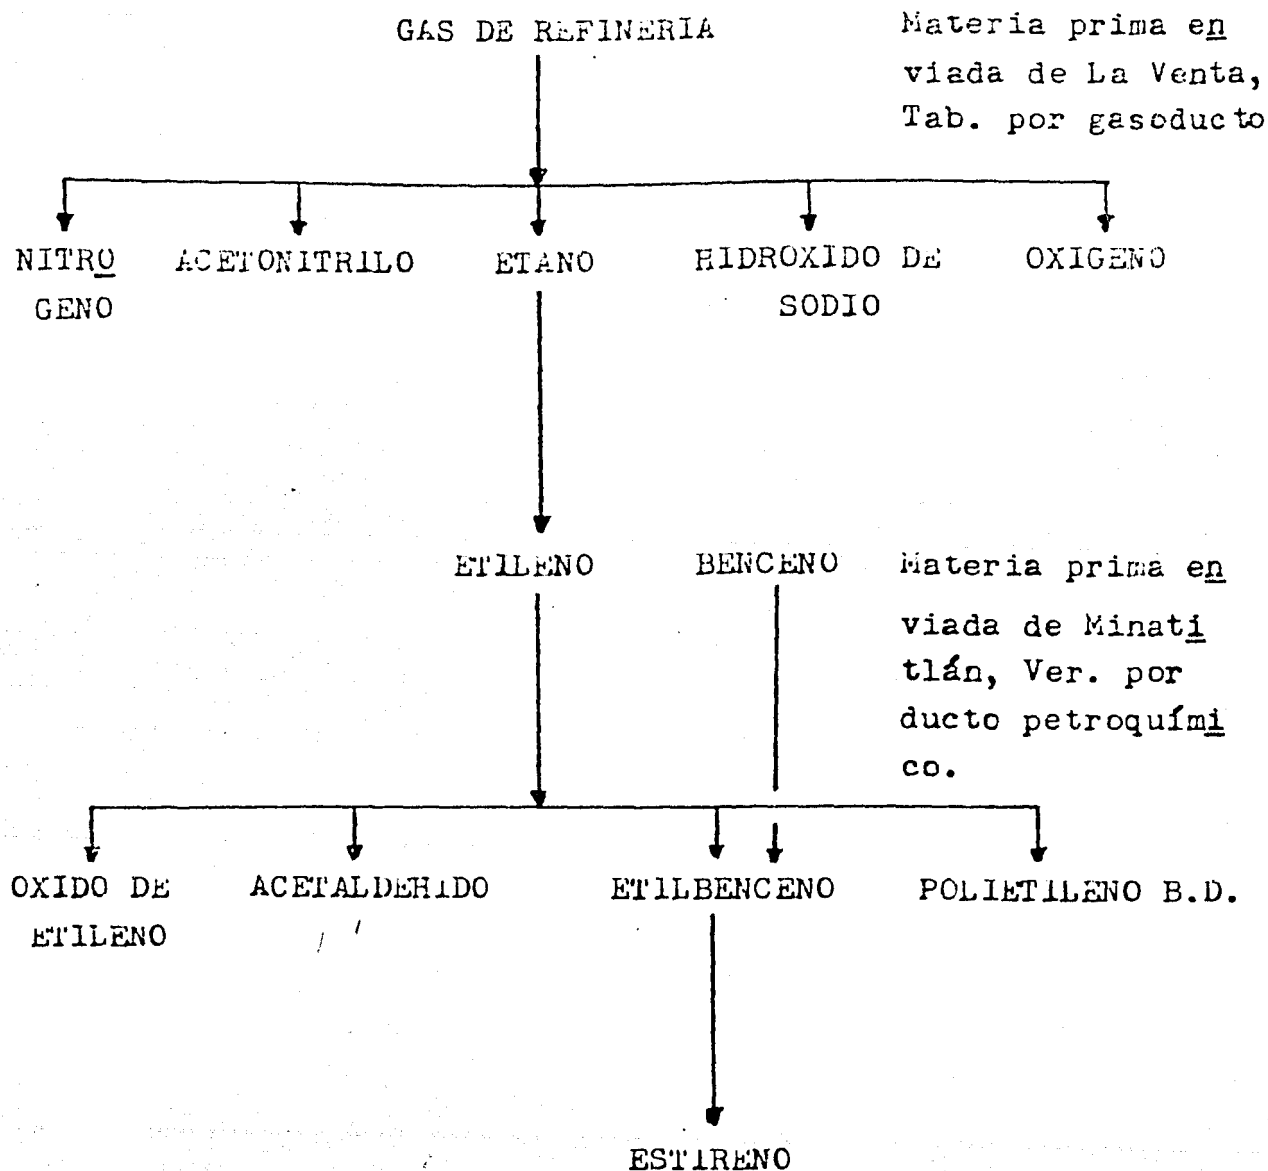 GAS DE REFINERIA
Materia prima en
viada de La Venta,
Tab. por gasoducto
NITRO
GENO
ACETONITRILO
ETANO
HIDROXIDO DE
SODIO
OXIGENO
ETILENO
BENCENO
Materia prima en
viada de Minati
tlán, Ver. por
ducto petroquími
co.
OXIDO DE
ETILENO
ACETALDEHIDO
ETILBENCENO
POLIETILENO B.D.
ESTIRENO